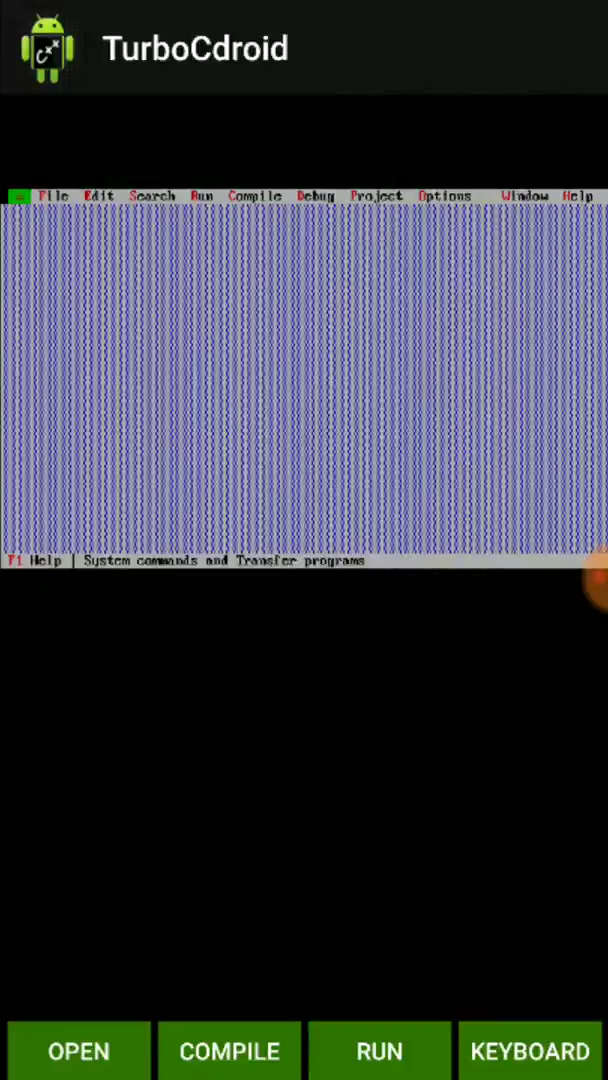 TurboCdroid
≡ File Edit Search Run Compile Debug Project Options Window Help
F1 Help | System commands and Transfer programs
OPEN COMPILE RUN KEYBOARD